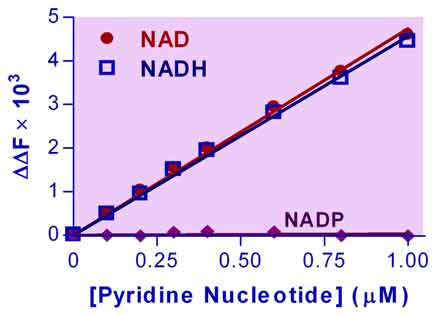 5
4
3
2
1
0
ΔΔF × 10³
NAD
NADH
NADP
0 0.25 0.50 0.75 1.00
[Pyridine Nucleotide] (μM)